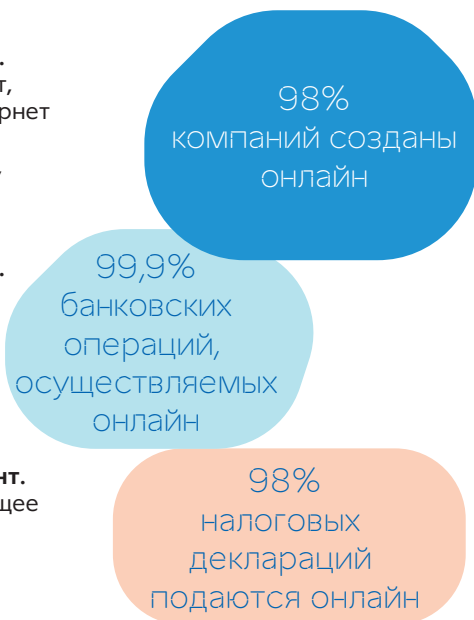 98%
компаний созданы
онлайн
99,9%
банковских
операций,
осуществляемых
онлайн
98%
налоговых
деклараций
подаются онлайн